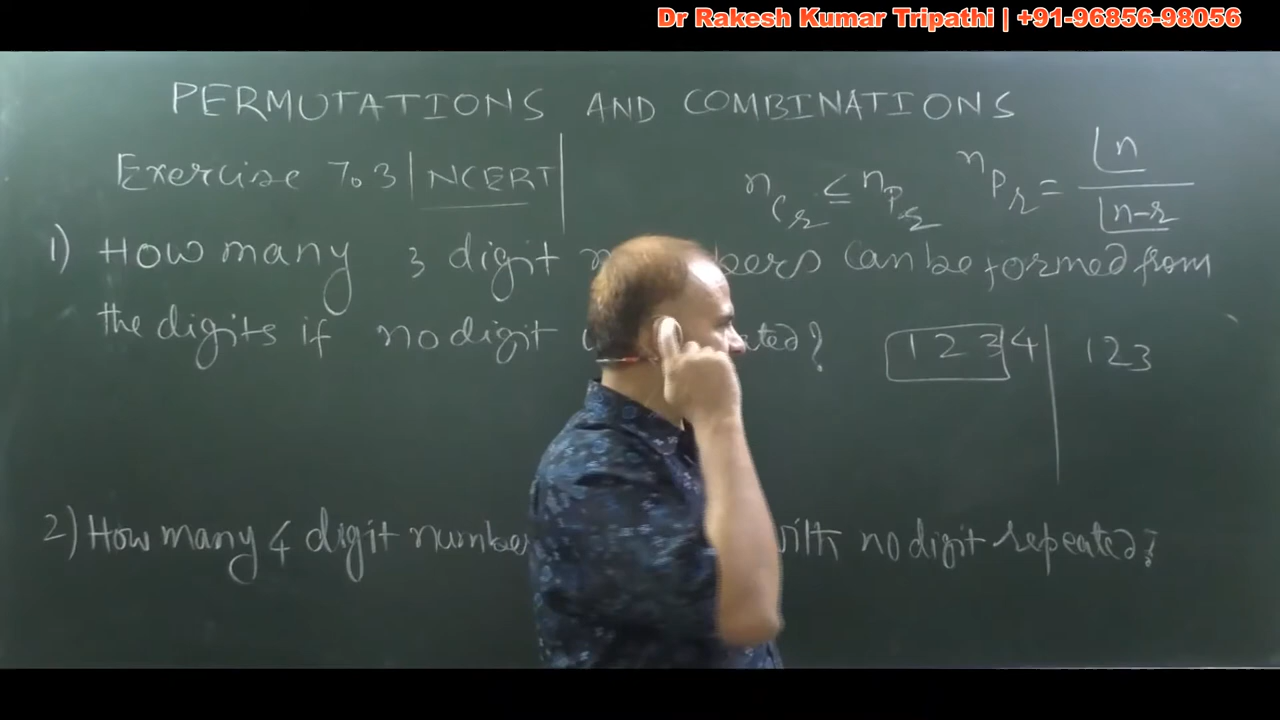 Dr Rakesh Kumar Tripathi | +91-96856-98056
PERMUTATIONS AND COMBINATIONS
Exercise 7.3 | NCERT
nCr ≤ nPr nPr = ⌊n / ⌊n-r
1) How many 3 digit can be formed from
the digits if no digit
1 2 3 4 | 1 2 3
2) How many 4 digit no digit repeated?